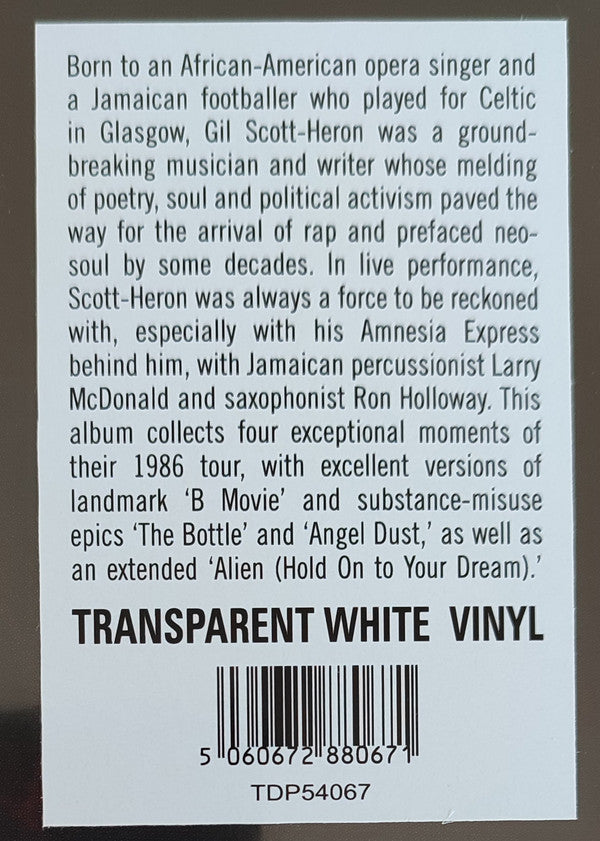 Born to an African-American opera singer and
a Jamaican footballer who played for Celtic
in Glasgow, Gil Scott-Heron was a ground-
breaking musician and writer whose melding
of poetry, soul and political activism paved the
way for the arrival of rap and prefaced neo-
soul by some decades. In live performance,
Scott-Heron was always a force to be reckoned
with, especially with his Amnesia Express
behind him, with Jamaican percussionist Larry
McDonald and saxophonist Ron Holloway. This
album collects four exceptional moments of
their 1986 tour, with excellent versions of
landmark ‘B Movie’ and substance-misuse
epics ‘The Bottle’ and ‘Angel Dust,’ as well as
an extended ‘Alien (Hold On to Your Dream).’
TRANSPARENT WHITE VINYL
5 060672 880671
TDP54067